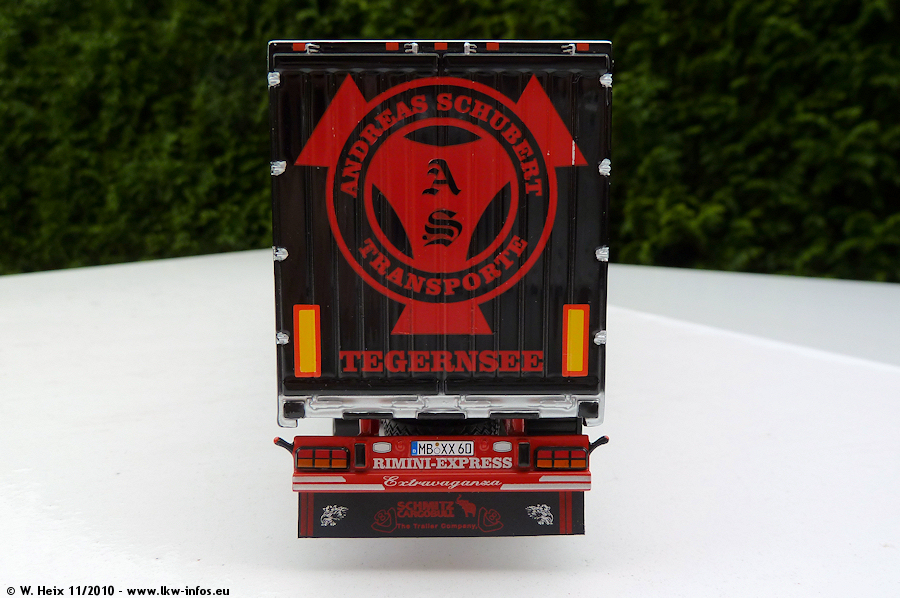 ANDREAS SCHUBERT
A
S
TRANSPORTE
TEGERNSEE
MB XX 60
RIMINI-EXPRESS
Extravaganza
SCHMITZ
CARGOBULL
The Trailer Company.
© W. Heix 11/2010 - www.lkw-infos.eu